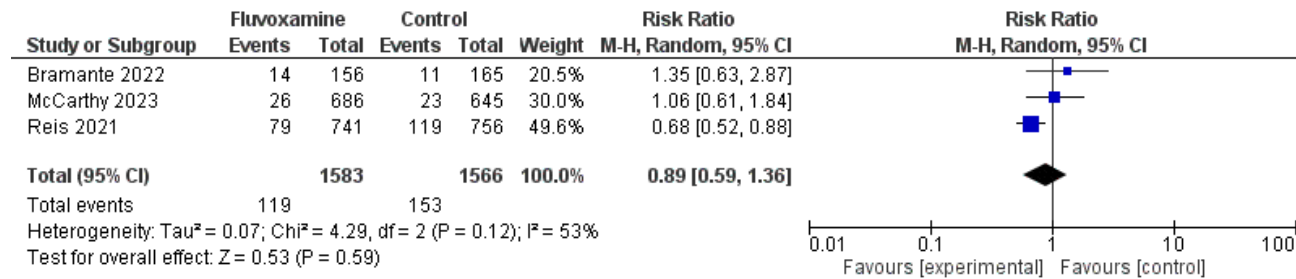 Fluvoxamine Control Risk Ratio Risk Ratio
Study or Subgroup Events Total Events Total Weight M-H, Random, 95% CI M-H, Random, 95% CI
Bramante 2022 14 156 11 165 20.5% 1.35 [0.63, 2.87]
McCarthy 2023 26 686 23 645 30.0% 1.06 [0.61, 1.84]
Reis 2021 79 741 119 756 49.6% 0.68 [0.52, 0.88]
Total (95% CI) 1583 1566 100.0% 0.89 [0.59, 1.36]
Total events 119 153
Heterogeneity: Tau² = 0.07; Chi² = 4.29, df = 2 (P = 0.12); I² = 53%
Test for overall effect: Z = 0.53 (P = 0.59)
0.01 0.1 1 10 100
Favours [experimental] Favours [control]